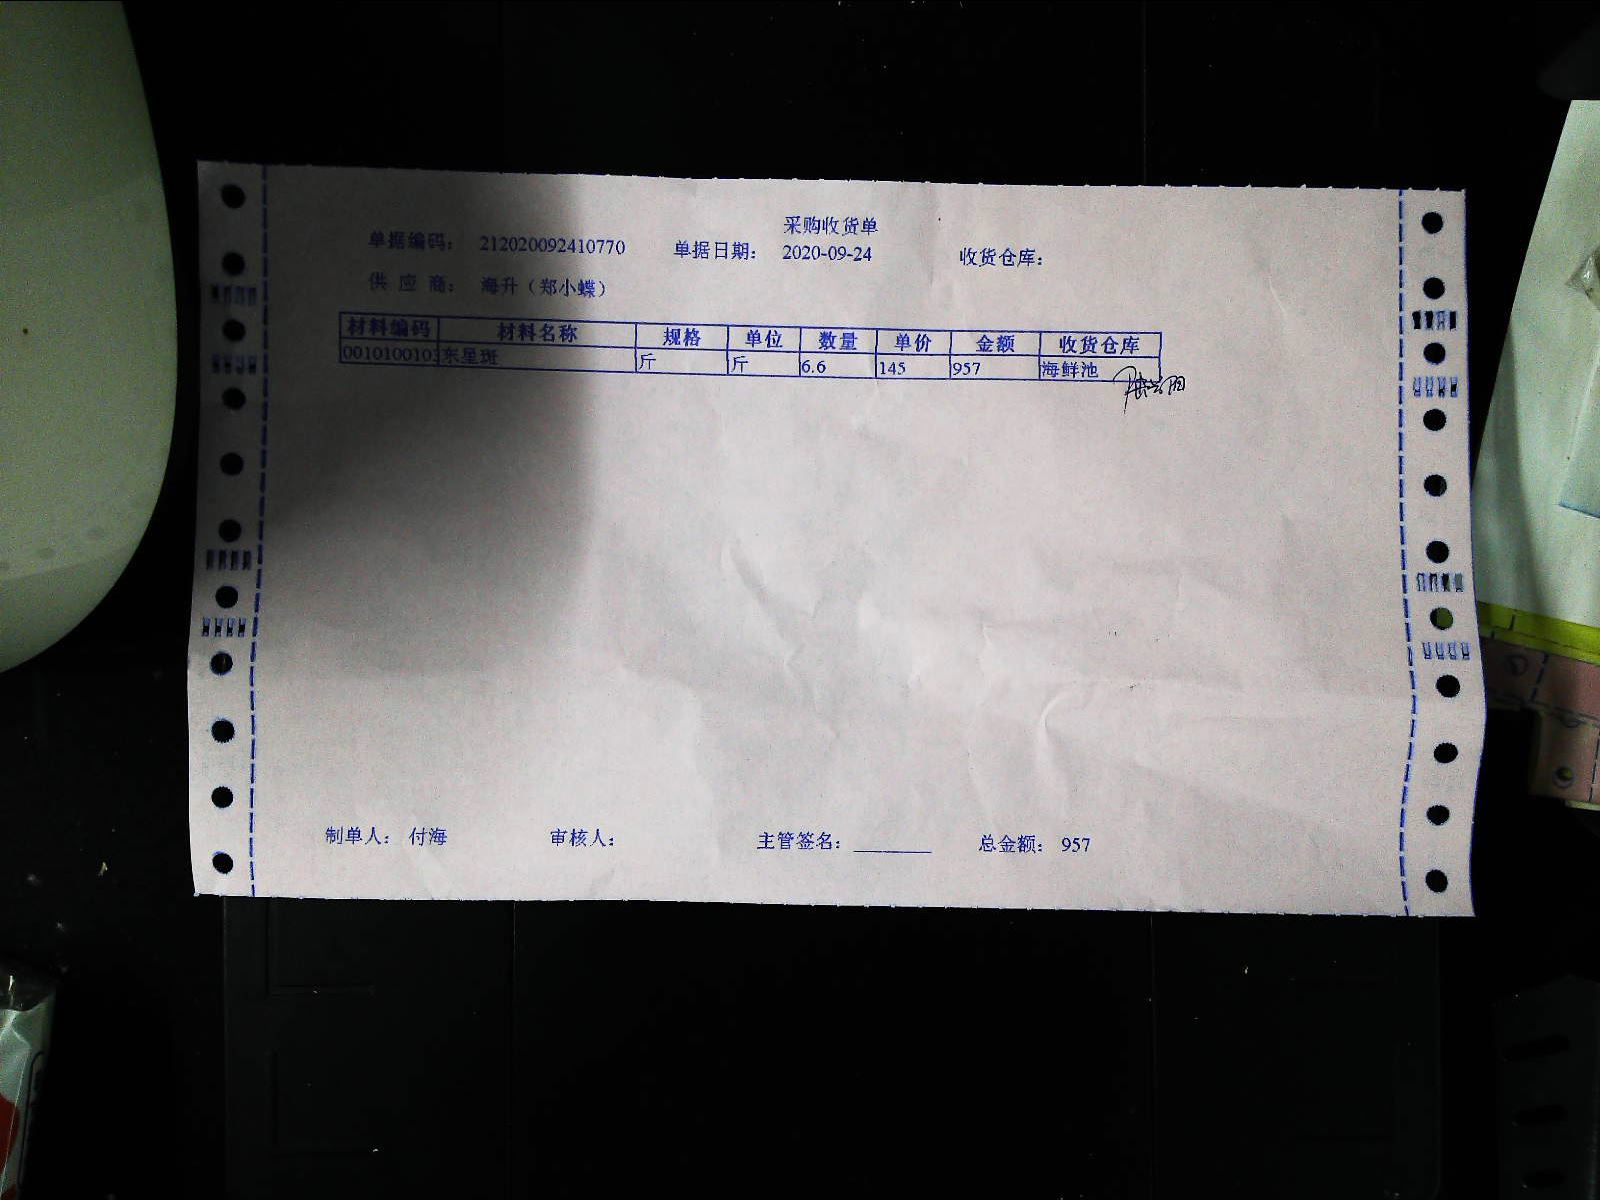 采购收货单
单据编码： 212020092410770 单据日期： 2020-09-24 收货仓库：
供 应 商： 海升（郑小蝶）
材料编码 材料名称 规格 单位 数量 单价 金额 收货仓库
0010100103 东星斑 斤 斤 6.6 145 957 海鲜池
制单人： 付海 审核人： 主管签名： 总金额： 957